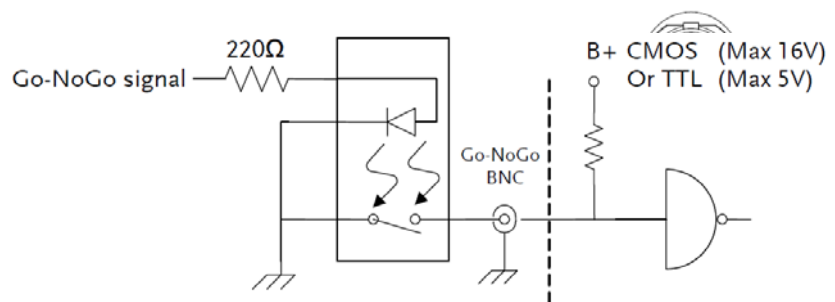 220Ω
Go-NoGo signal
B+ CMOS (Max 16V)
Or TTL (Max 5V)
Go-NoGo
BNC